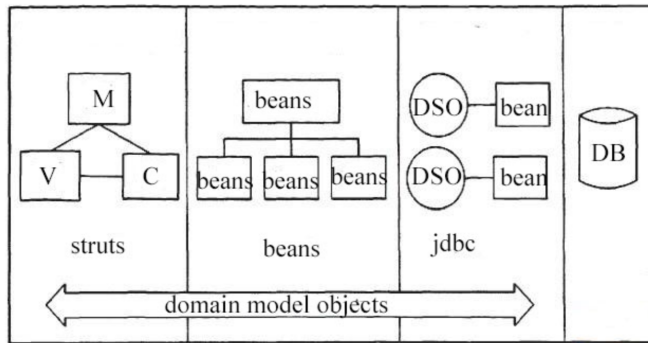 M
V
C
struts
beans
beans
beans
beans
beans
DSO
bean
DSO
bean
jdbc
DB
domain model objects